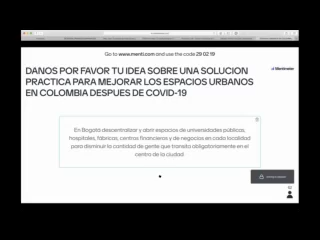 Go to www.menti.com and use the code 29 02 19
DANOS POR FAVOR TU IDEA SOBRE UNA SOLUCION
PRACTICA PARA MEJORAR LOS ESPACIOS URBANOS
EN COLOMBIA DESPUES DE COVID-19
Mentimeter
En Bogotá descentralizar y abrir espacios de universidades públicas,
hospitales, fábricas, centros financieros y de negocios en cada localidad
para disminuir la cantidad de gente que transita obligatoriamente en el
centro de la ciudad